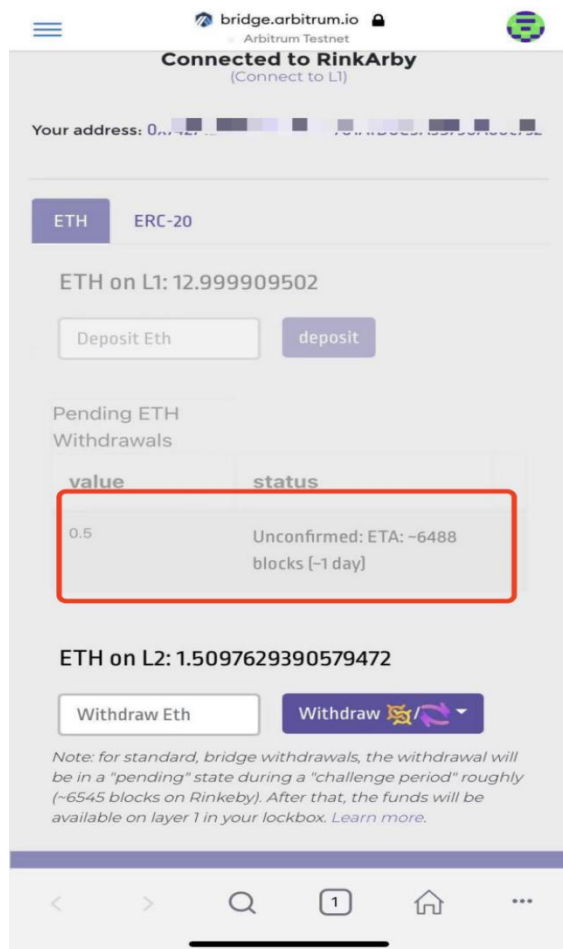 bridge.arbitrum.io
Arbitrum Testnet
Connected to RinkArby
(Connect to L1)
Your address:
ETH ERC-20
ETH on L1: 12.999909502
Deposit Eth deposit
Pending ETH
Withdrawals
value status
0.5 Unconfirmed: ETA: ~6488
blocks (~1 day)
ETH on L2: 1.5097629390579472
Withdraw Eth Withdraw /
Note: for standard, bridge withdrawals, the withdrawal will
be in a "pending" state during a "challenge period" roughly
(~6545 blocks on Rinkeby). After that, the funds will be
available on layer 1 in your lockbox. Learn more.
1